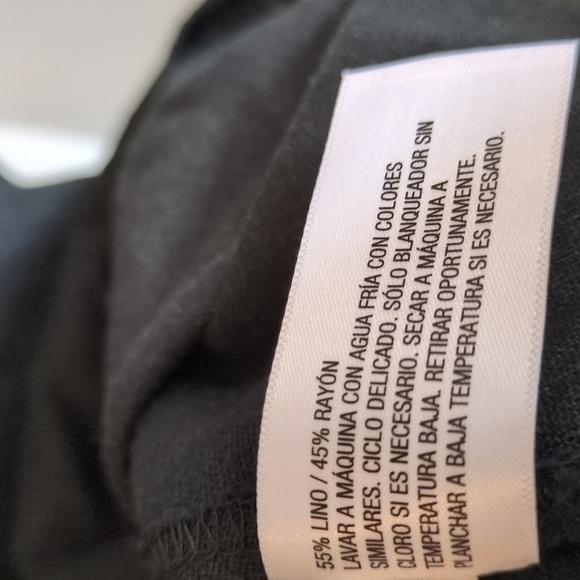 55% LINO / 45% RAYÓN
LAVAR A MÁQUINA CON AGUA FRÍA CON COLORES
SIMILARES. CICLO DELICADO. SÓLO BLANQUEADOR SIN
CLORO SI ES NECESARIO. SECAR A MÁQUINA A
TEMPERATURA BAJA. RETIRAR OPORTUNAMENTE.
PLANCHAR A BAJA TEMPERATURA SI ES NECESARIO.